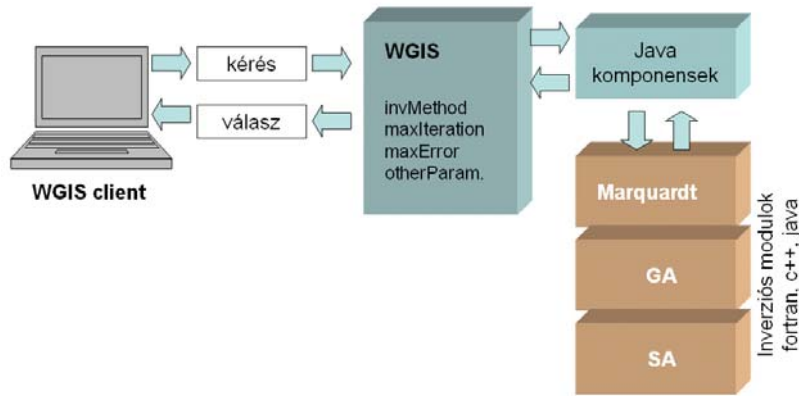 WGIS client
kérés
válasz
WGIS
invMethod
maxIteration
maxError
otherParam.
Java
komponensek
Marquardt
GA
SA
Inverziós modulok
fortran, c++, java